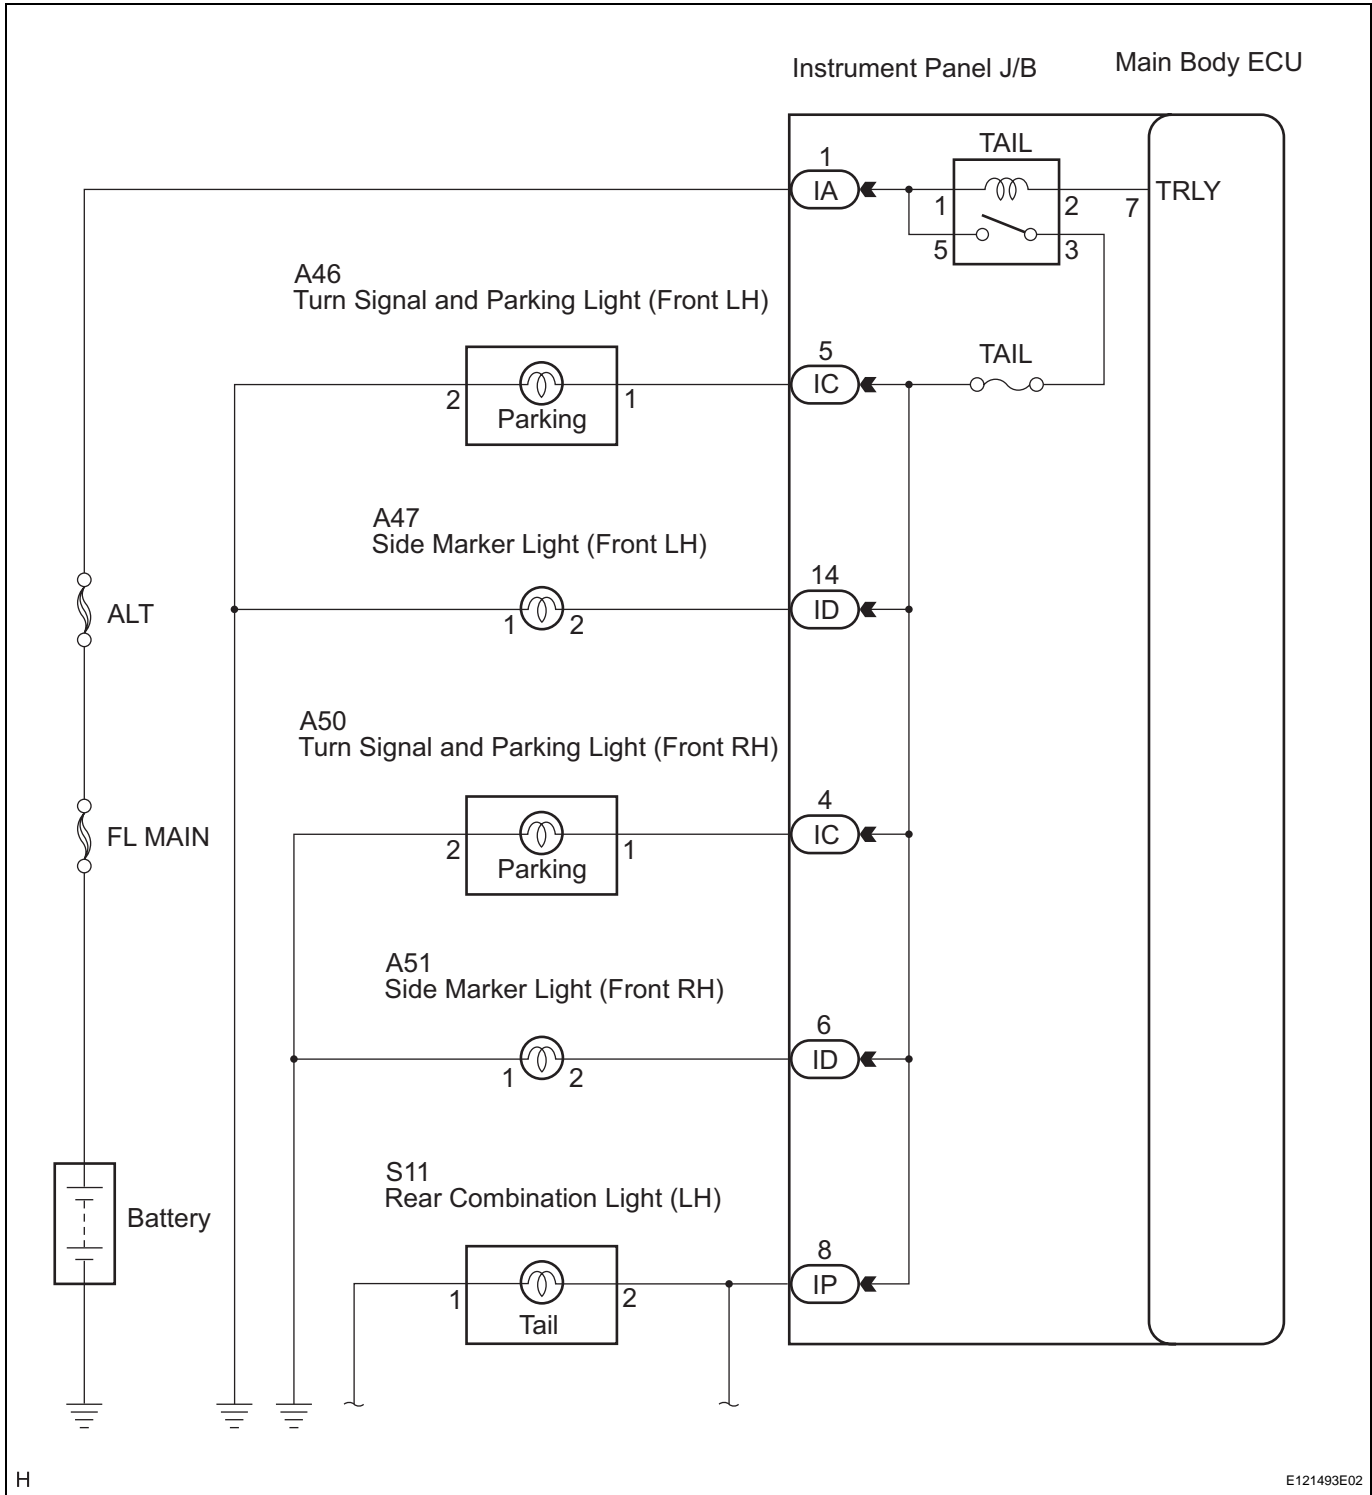 Instrument Panel J/B
Main Body ECU
TAIL
1
IA
1
2
7
TRLY
5
3
A46
Turn Signal and Parking Light (Front LH)
5
IC
TAIL
2
1
Parking
A47
Side Marker Light (Front LH)
14
ID
1
2
ALT
A50
Turn Signal and Parking Light (Front RH)
4
IC
2
1
Parking
FL MAIN
A51
Side Marker Light (Front RH)
6
ID
1
2
S11
Rear Combination Light (LH)
8
IP
1
2
Tail
Battery
H
E121493E02